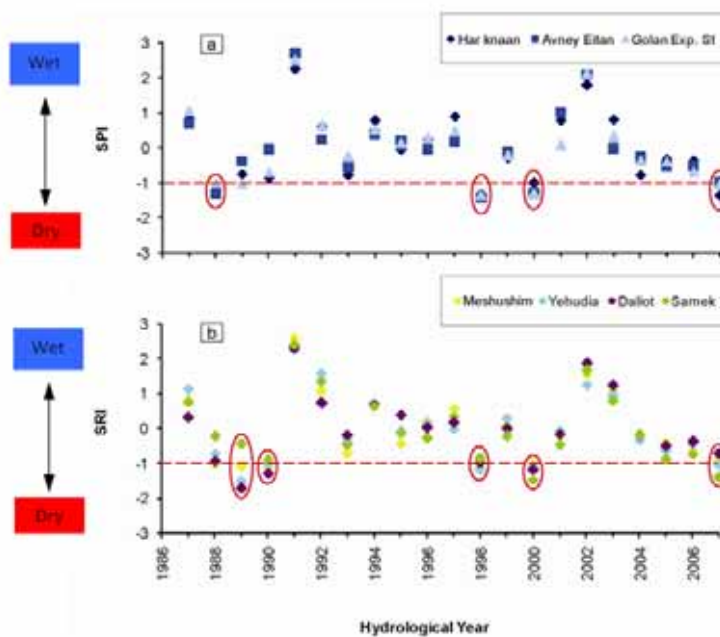 a
Har knaan Avney Eitan Golan Exp. St
Wet
Dry
SPI
3
2
1
0
-1
-2
-3
b
Meshushim Yehudia Daliot Samek
Wet
Dry
SRI
3
2
1
0
-1
-2
-3
1986 1988 1990 1992 1994 1996 1998 2000 2002 2004 2006
Hydrological Year